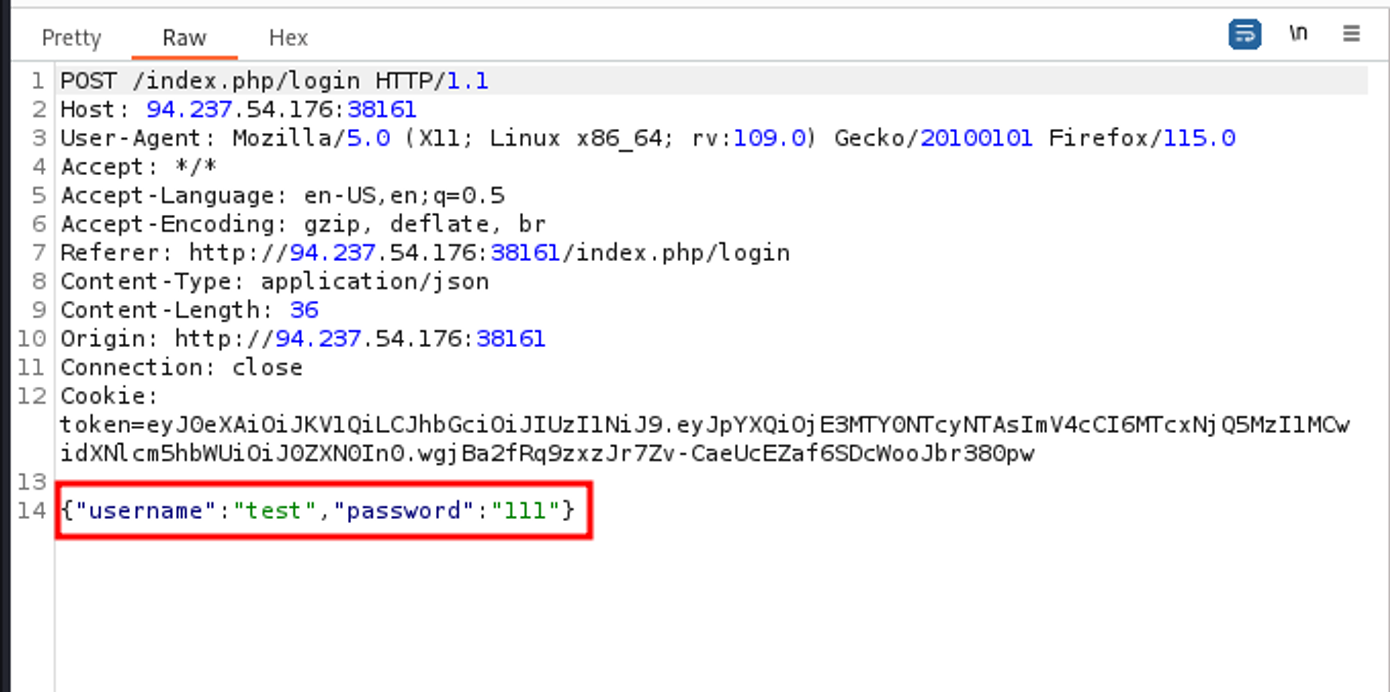 Pretty Raw Hex \n
1 POST /index.php/login HTTP/1.1
2 Host: 94.237.54.176:38161
3 User-Agent: Mozilla/5.0 (X11; Linux x86_64; rv:109.0) Gecko/20100101 Firefox/115.0
4 Accept: */*
5 Accept-Language: en-US,en;q=0.5
6 Accept-Encoding: gzip, deflate, br
7 Referer: http://94.237.54.176:38161/index.php/login
8 Content-Type: application/json
9 Content-Length: 36
10 Origin: http://94.237.54.176:38161
11 Connection: close
12 Cookie:
token=eyJ0eXAiOiJKV1QiLCJhbGciOiJIUzI1NiJ9.eyJpYXQiOjE3MTY0NTcyNTAsImV4cCI6MTcxNjQ5MzI1MCw
idXNlcm5hbWUiOiJ0ZXN0In0.wgjBa2fRq9zxzJr7Zv-CaeUcEZaf6SDcWooJbr380pw
13
14 {"username":"test","password":"111"}